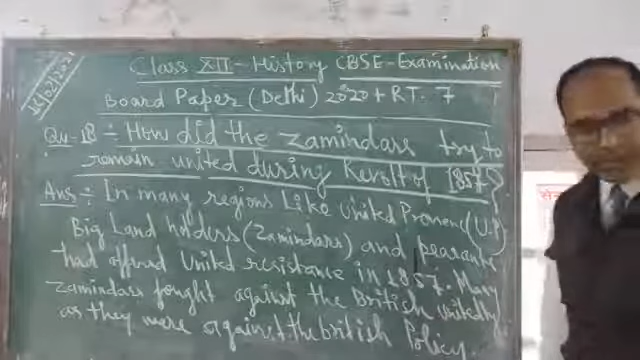 Class XII - History CBSE - Examination
Board Paper (Delhi) 2020 + RT. 7
Qu-18 ÷ How did the zamindars try to
remain united during Revolt of 1857?
Ans ÷ In many regions Like United Provence (U.P)
Big Land holders (Zamindars) and peasants
had offered United resistance in 1857. Many
zamindars fought against the British unitedly
as they were against the british Policy.